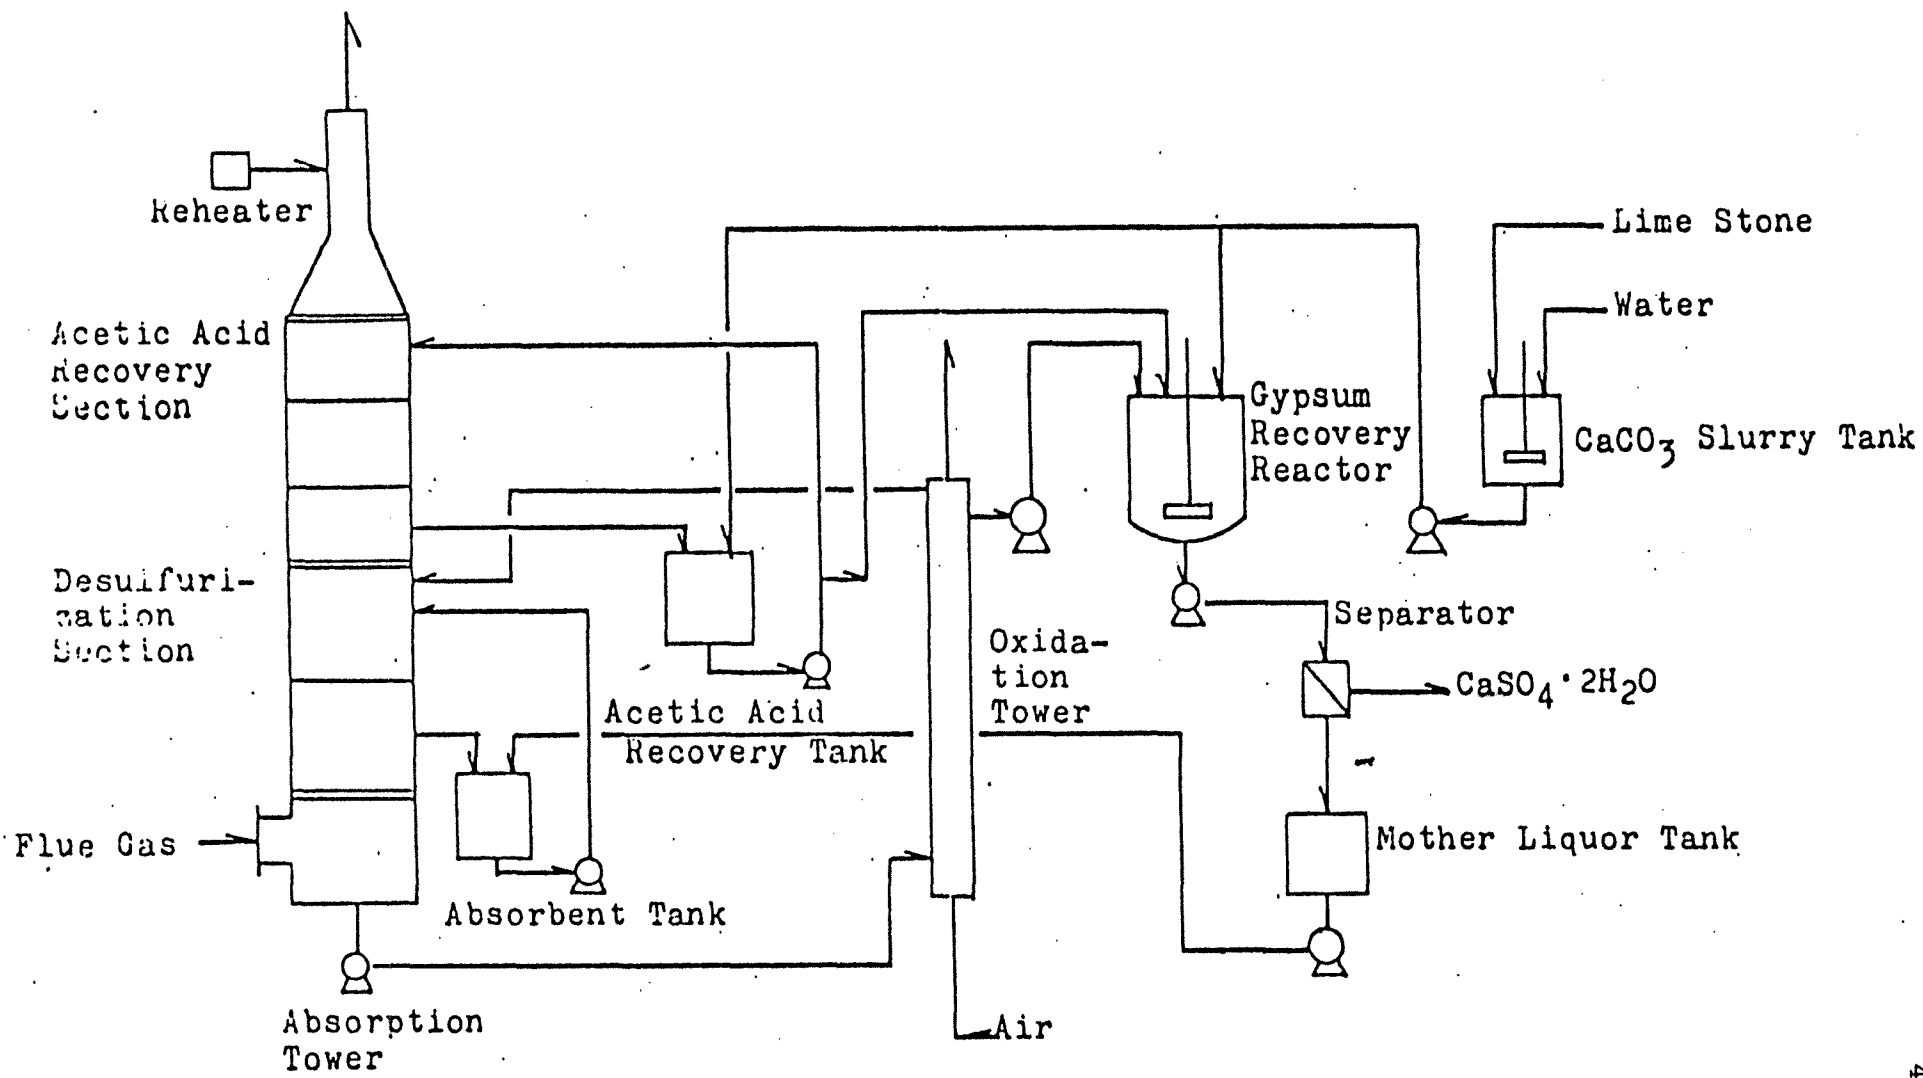 Reheater
Lime Stone
Water
Acetic Acid
Recovery
Section
Gypsum
Recovery
Reactor
CaCO3 Slurry Tank
Desulfuri-
zation
Section
Separator
Oxida-
tion
Tower
CaSO4·2H2O
Acetic Acid
Recovery Tank
Flue Gas
Mother Liquor Tank
Absorbent Tank
Absorption
Tower
Air